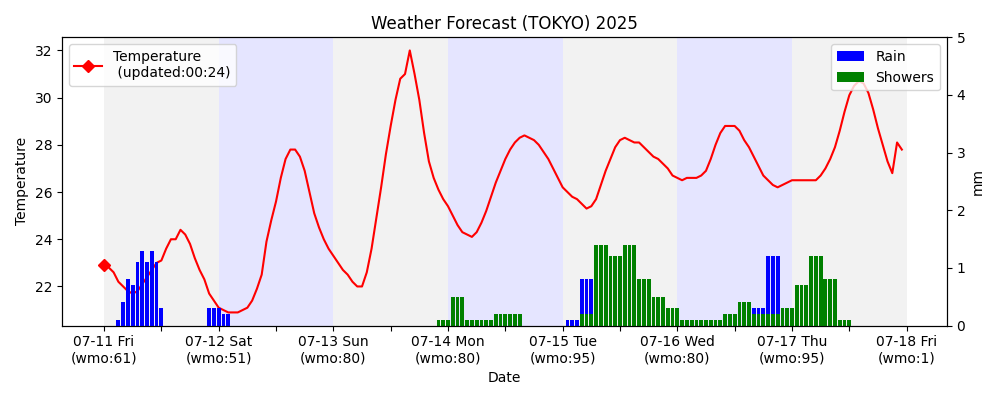 Weather Forecast (TOKYO) 2025
Temperature
(updated:00:24)
Rain
Showers
32
30
28
26
24
22
Temperature
5
4
3
2
1
0
mm
07-11 Fri 07-12 Sat 07-13 Sun 07-14 Mon 07-15 Tue 07-16 Wed 07-17 Thu 07-18 Fri
(wmo:61) (wmo:51) (wmo:80) (wmo:80) (wmo:95) (wmo:80) (wmo:95) (wmo:1)
Date